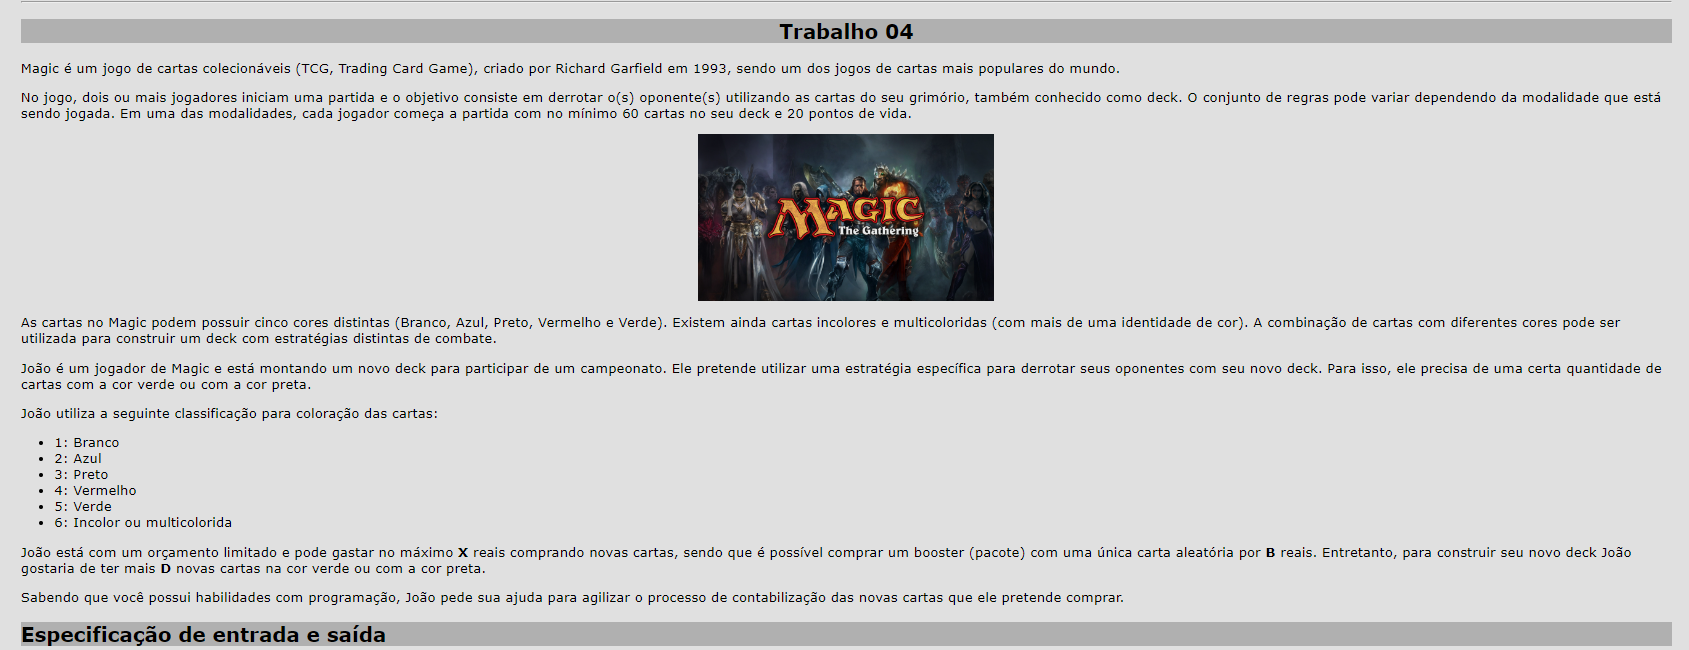 Trabalho 04
Magic é um jogo de cartas colecionáveis (TCG, Trading Card Game), criado por Richard Garfield em 1993, sendo um dos jogos de cartas mais populares do mundo.
No jogo, dois ou mais jogadores iniciam uma partida e o objetivo consiste em derrotar o(s) oponente(s) utilizando as cartas do seu grimório, também conhecido como deck. O conjunto de regras pode variar dependendo da modalidade que está
sendo jogada. Em uma das modalidades, cada jogador começa a partida com no mínimo 60 cartas no seu deck e 20 pontos de vida.
MAGIC
The Gathering
As cartas no Magic podem possuir cinco cores distintas (Branco, Azul, Preto, Vermelho e Verde). Existem ainda cartas incolores e multicoloridas (com mais de uma identidade de cor). A combinação de cartas com diferentes cores pode ser
utilizada para construir um deck com estratégias distintas de combate.
João é um jogador de Magic e está montando um novo deck para participar de um campeonato. Ele pretende utilizar uma estratégia específica para derrotar seus oponentes com seu novo deck. Para isso, ele precisa de uma certa quantidade de
cartas com a cor verde ou com a cor preta.
João utiliza a seguinte classificação para coloração das cartas:
• 1: Branco
• 2: Azul
• 3: Preto
• 4: Vermelho
• 5: Verde
• 6: Incolor ou multicolorida
João está com um orçamento limitado e pode gastar no máximo X reais comprando novas cartas, sendo que é possível comprar um booster (pacote) com uma única carta aleatória por B reais. Entretanto, para construir seu novo deck João
gostaria de ter mais D novas cartas na cor verde ou com a cor preta.
Sabendo que você possui habilidades com programação, João pede sua ajuda para agilizar o processo de contabilização das novas cartas que ele pretende comprar.
Especificação de entrada e saída